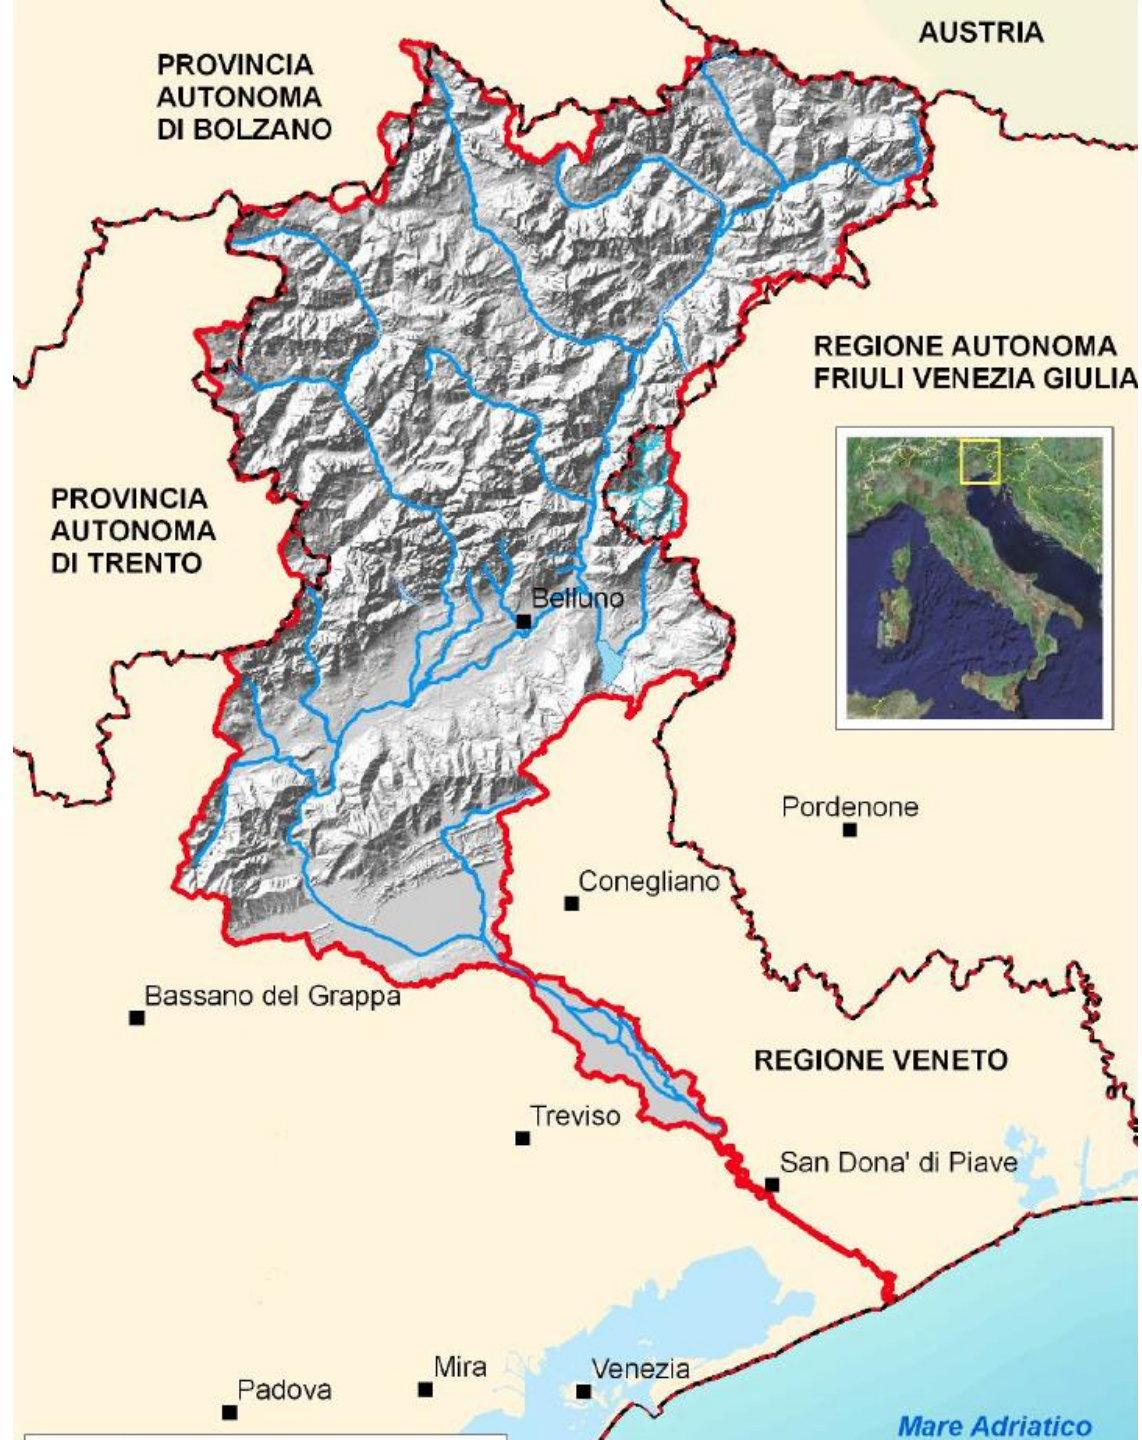 AUSTRIA
PROVINCIA
AUTONOMA
DI BOLZANO
REGIONE AUTONOMA
FRIULI VENEZIA GIULIA
PROVINCIA
AUTONOMA
DI TRENTO
Belluno
Pordenone
Conegliano
Bassano del Grappa
REGIONE VENETO
Treviso
San Dona' di Piave
Mira
Venezia
Padova
Mare Adriatico